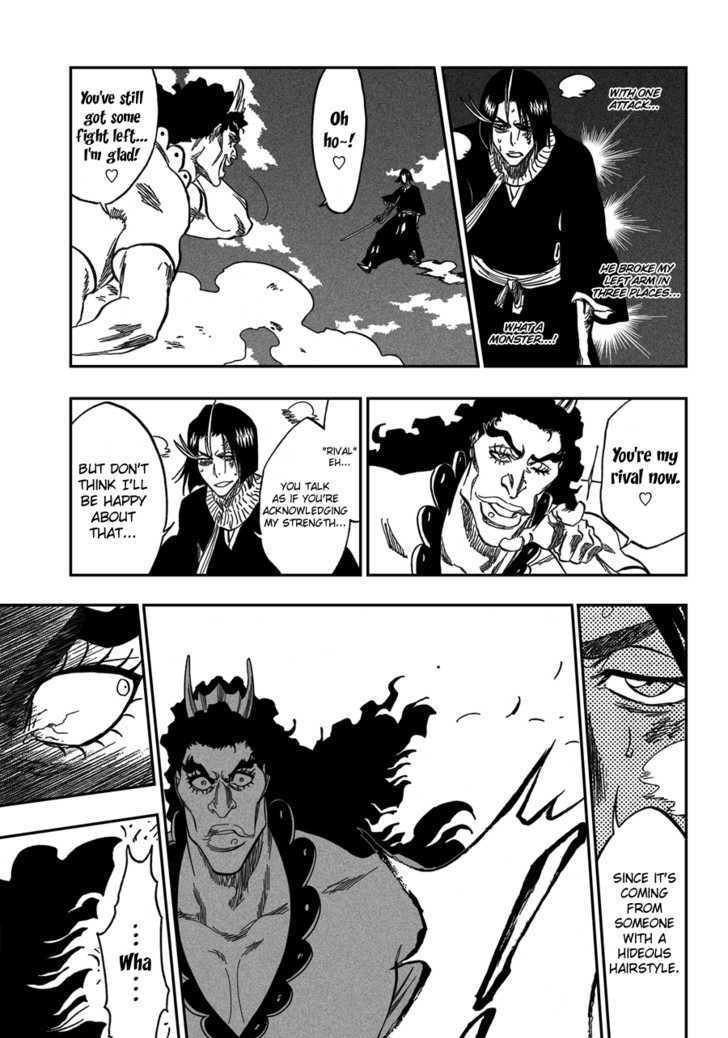 WITH ONE
ATTACK...
HE BROKE MY
LEFT ARM IN
THREE PLACES...
WHAT A
MONSTER...!
Oh
ho~!
♡
You've still
got some
fight left...
I'm glad!
♡
You're my
rival now.
♡
"RIVAL"
EH...
YOU TALK
AS IF YOU'RE
ACKNOWLEDGING
MY STRENGTH...
BUT DON'T
THINK I'LL
BE HAPPY
ABOUT
THAT...
SINCE IT'S
COMING
FROM
SOMEONE
WITH A
HIDEOUS
HAIRSTYLE.
.....
Wha
...